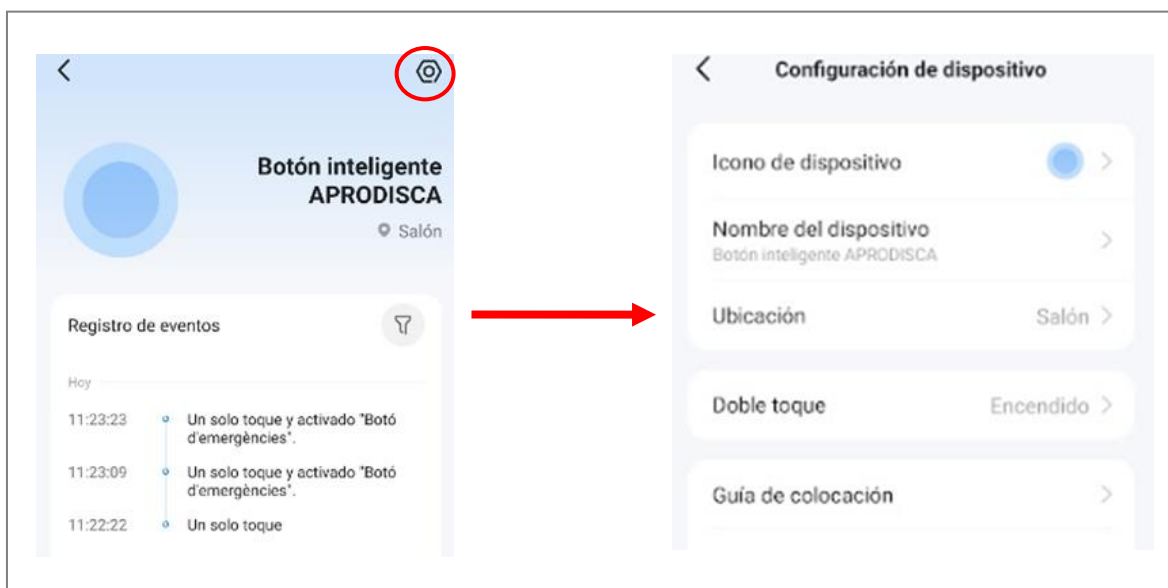 Botón inteligente
APRODISCA
Salón
Registro de eventos
Hoy
11:23:23
Un solo toque y activado "Botó
d'emergències".
11:23:09
Un solo toque y activado "Botó
d'emergències".
11:22:22
Un solo toque
Configuración de dispositivo
Icono de dispositivo
Nombre del dispositivo
Botón inteligente APRODISCA
Ubicación
Salón
Doble toque
Encendido
Guía de colocación